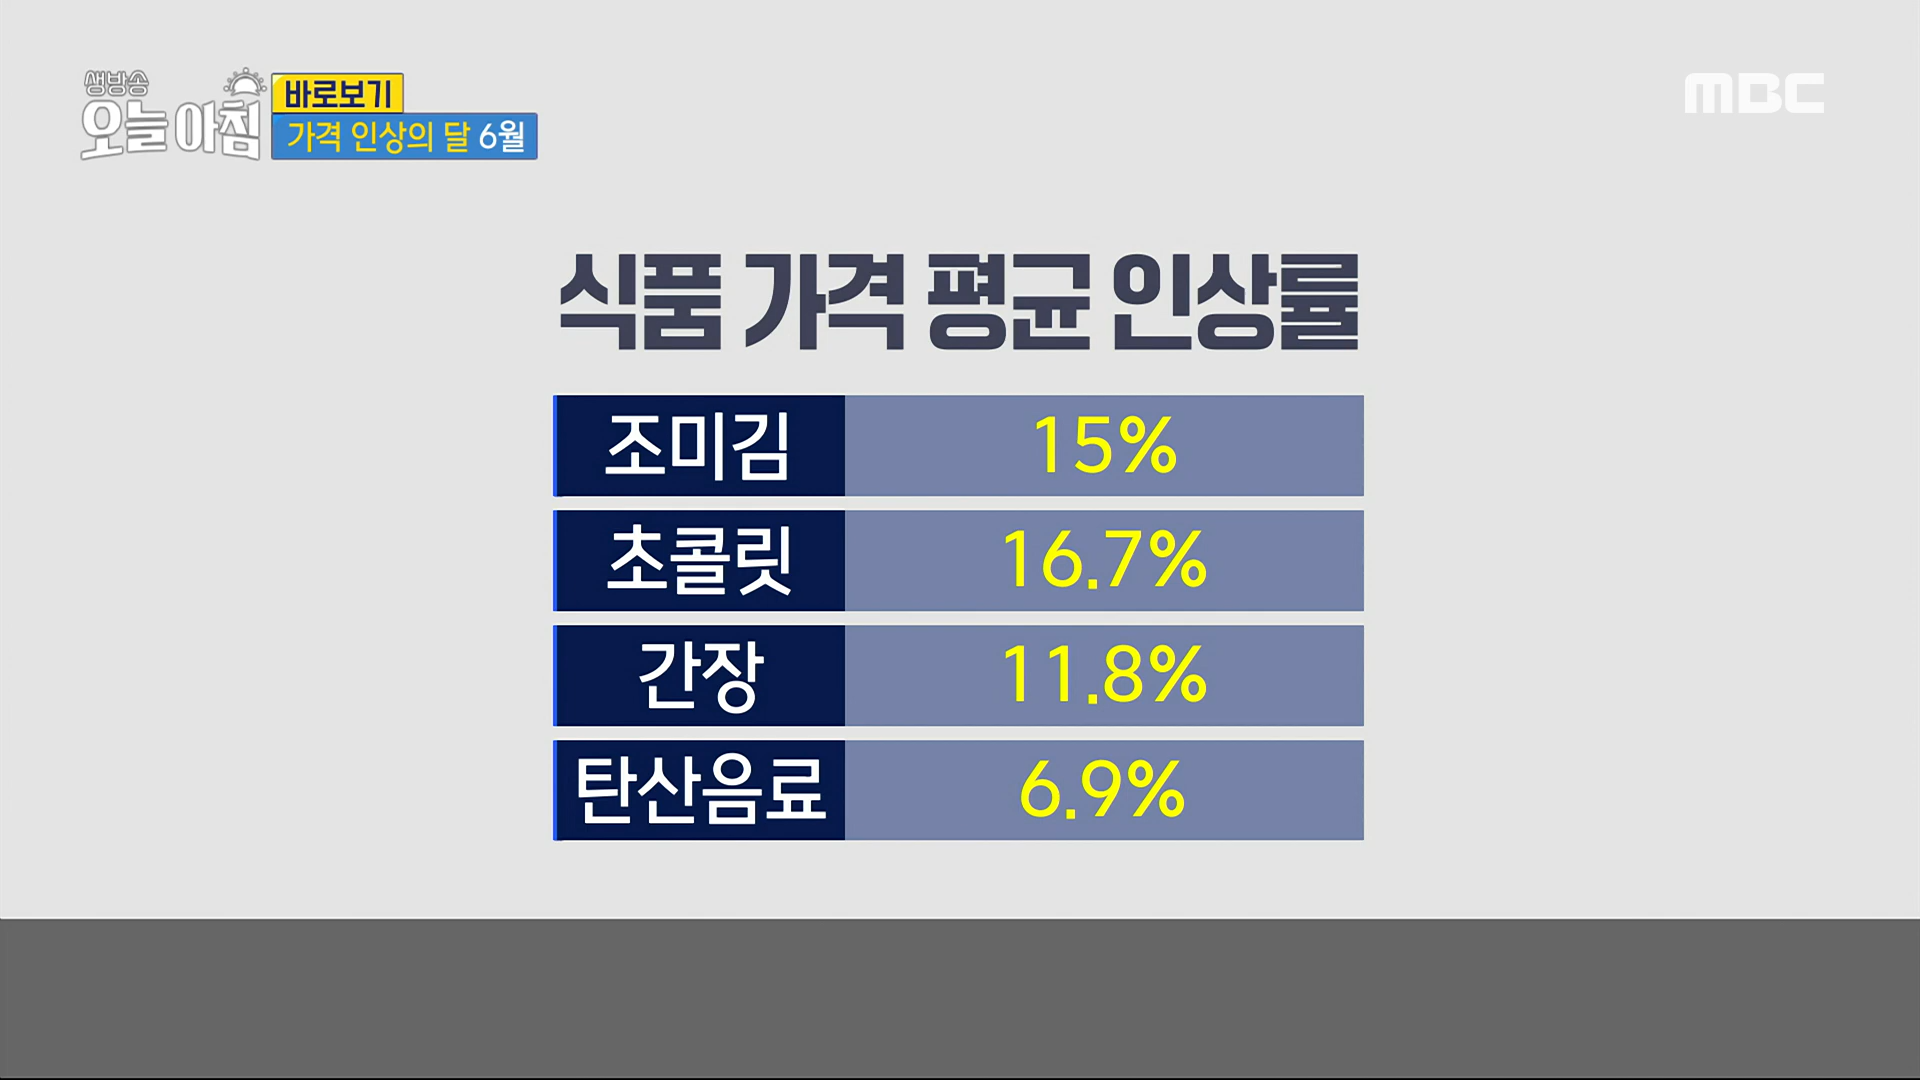 생방송
오늘 아침
바로보기
가격 인상의 달 6월
MBC
식품 가격 평균 인상률
조미김 15%
초콜릿 16.7%
간장 11.8%
탄산음료 6.9%